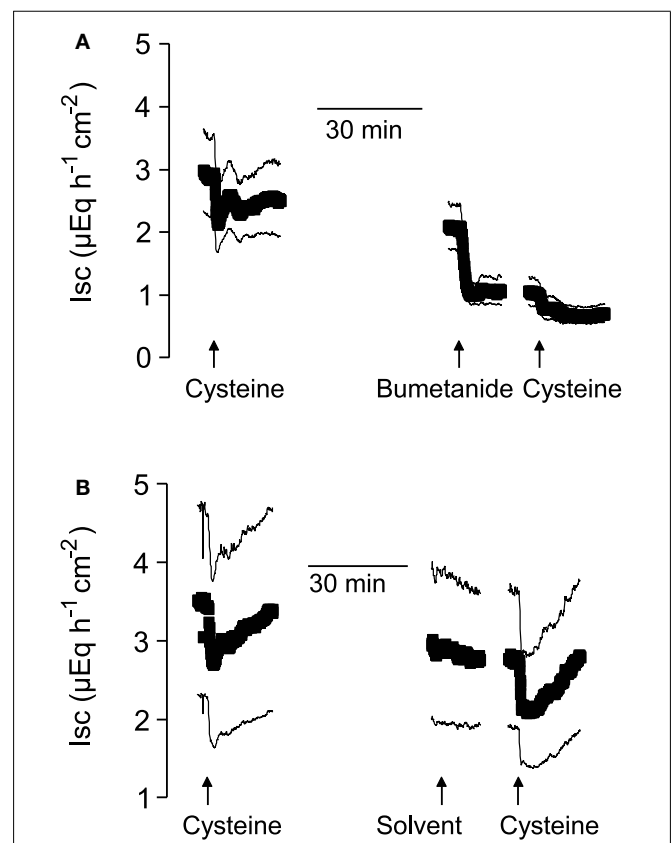 A
5
4
3
2
1
0
Isc (µEq h⁻¹ cm⁻²)
30 min
Cysteine
Bumetanide
Cysteine
B
5
4
3
2
1
Isc (µEq h⁻¹ cm⁻²)
30 min
Cysteine
Solvent
Cysteine